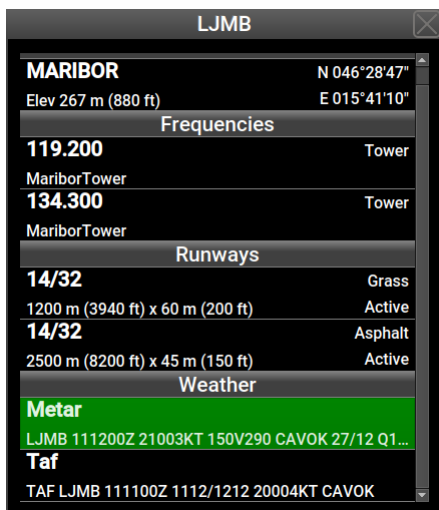 LJMB
MARIBOR N 046°28'47"
Elev 267 m (880 ft) E 015°41'10"
Frequencies
119.200 Tower
MariborTower
134.300 Tower
MariborTower
Runways
14/32 Grass
1200 m (3940 ft) x 60 m (200 ft) Active
14/32 Asphalt
2500 m (8200 ft) x 45 m (150 ft) Active
Weather
Metar
LJMB 111200Z 21003KT 150V290 CAVOK 27/12 Q1...
Taf
TAF LJMB 111100Z 1112/1212 20004KT CAVOK